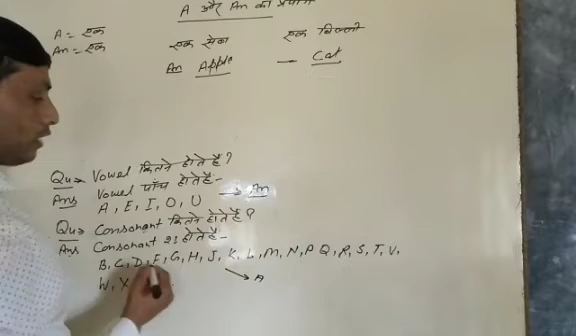 A और An का प्रयोग
A = एक
An = एक
एक सेब
एक बिल्ली
An Apple
— Cat
Qu → Vowel कितने होते हैं?
Ans Vowel पाँच होते हैं-
A, E, I, O, U → An
Qu → Consonant कितने होते हैं?
Ans Consonant 21 होते हैं-
B, C, D, F, G, H, J, K, L, M, N, P Q, R, S, T, V,
W, X → A